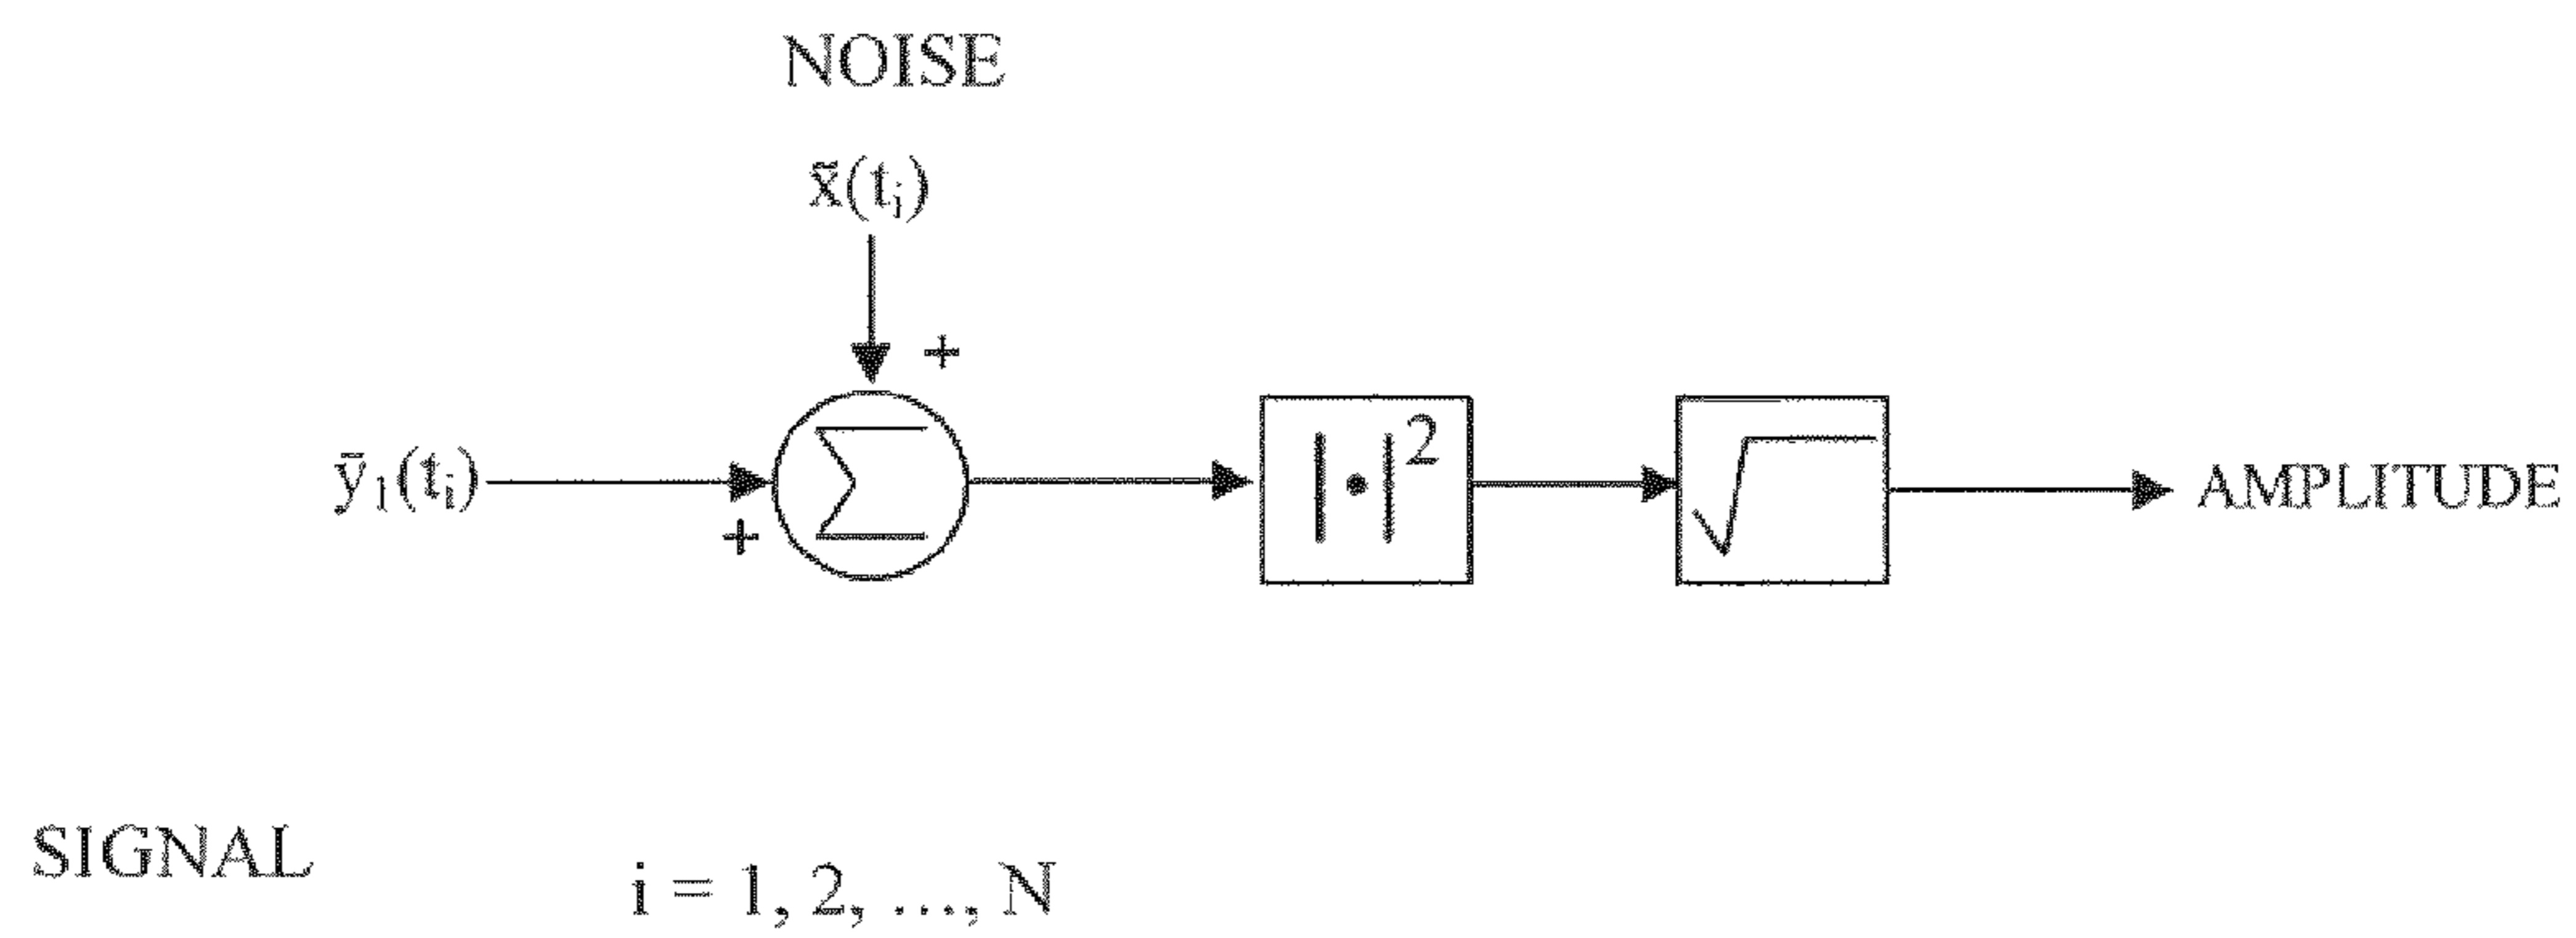 NOISE
x̃(tᵢ)
+
ȳ₁(tᵢ)
+
Σ
|•|²
√
AMPLITUDE
SIGNAL
i = 1, 2, ..., N